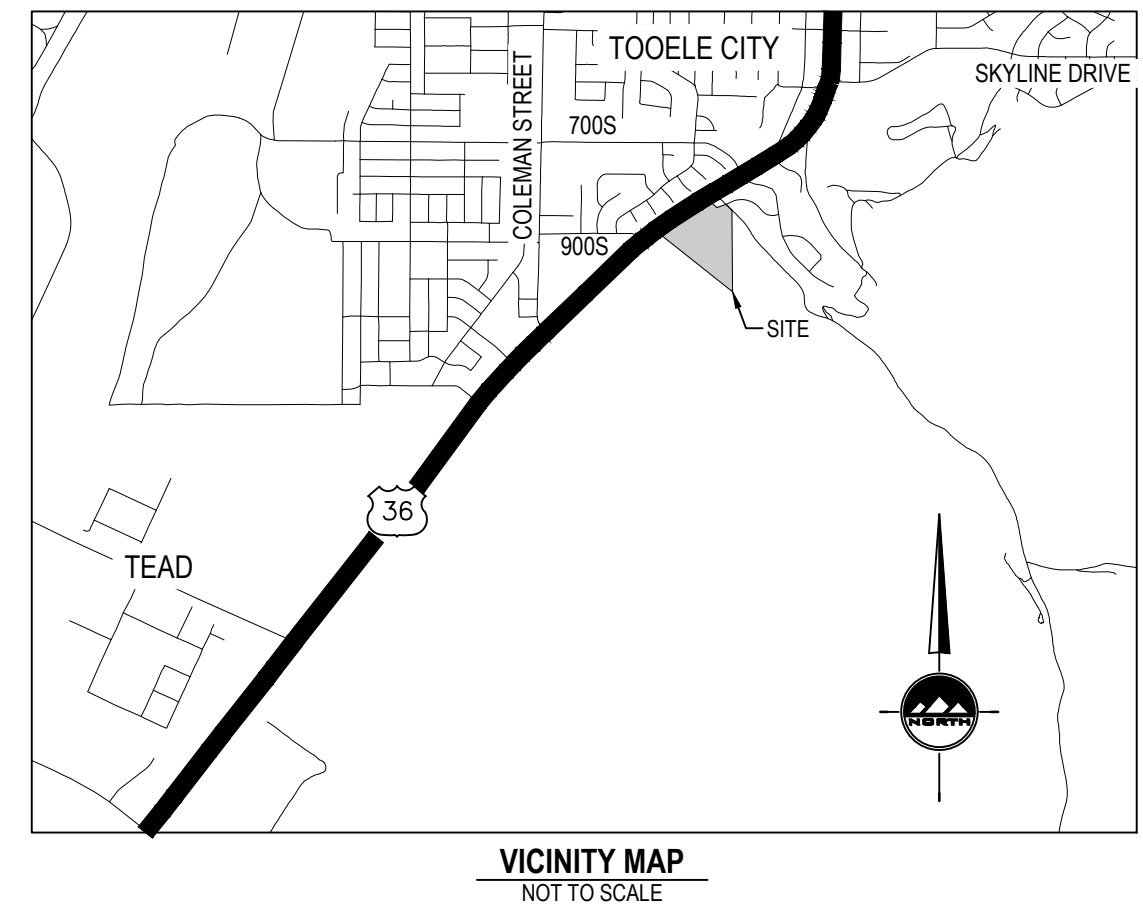 TOOELE CITY
SKYLINE DRIVE
COLEMAN STREET
700S
900S
SITE
36
TEAD
NORTH
VICINITY MAP
NOT TO SCALE